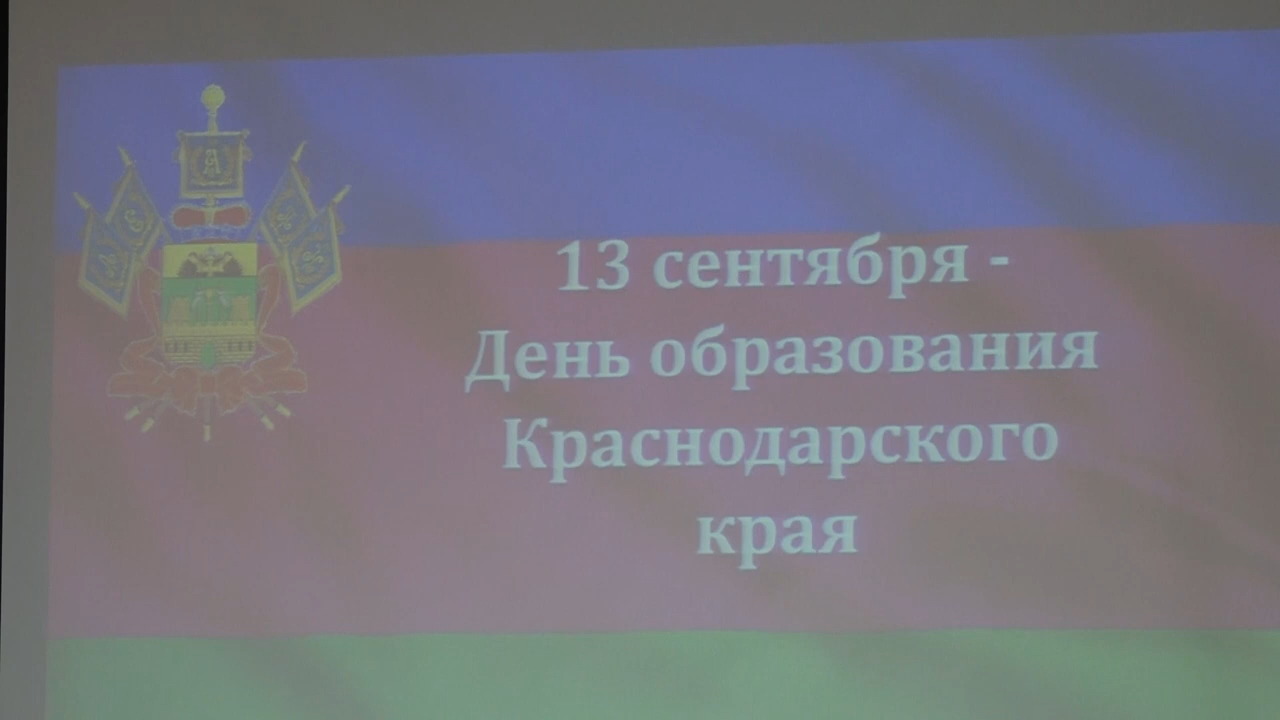 13 сентября -
День образования
Краснодарского
края